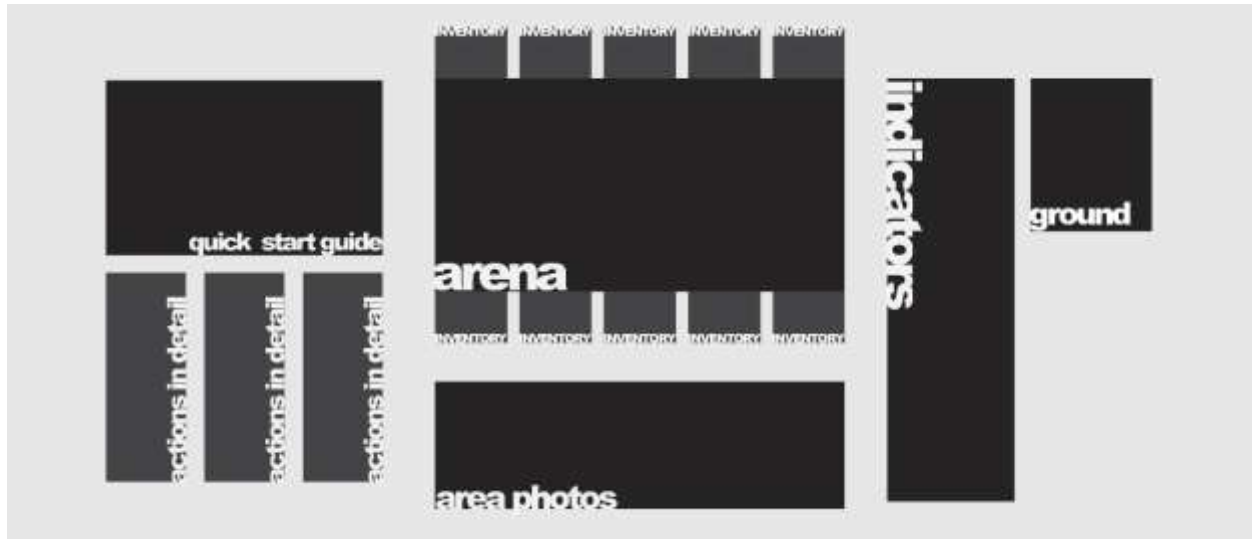 INVENTORY INVENTORY INVENTORY INVENTORY INVENTORY
quick start guide
arena
indicators
ground
actions in detail
actions in detail
actions in detail
INVENTORY INVENTORY INVENTORY INVENTORY INVENTORY
area photos